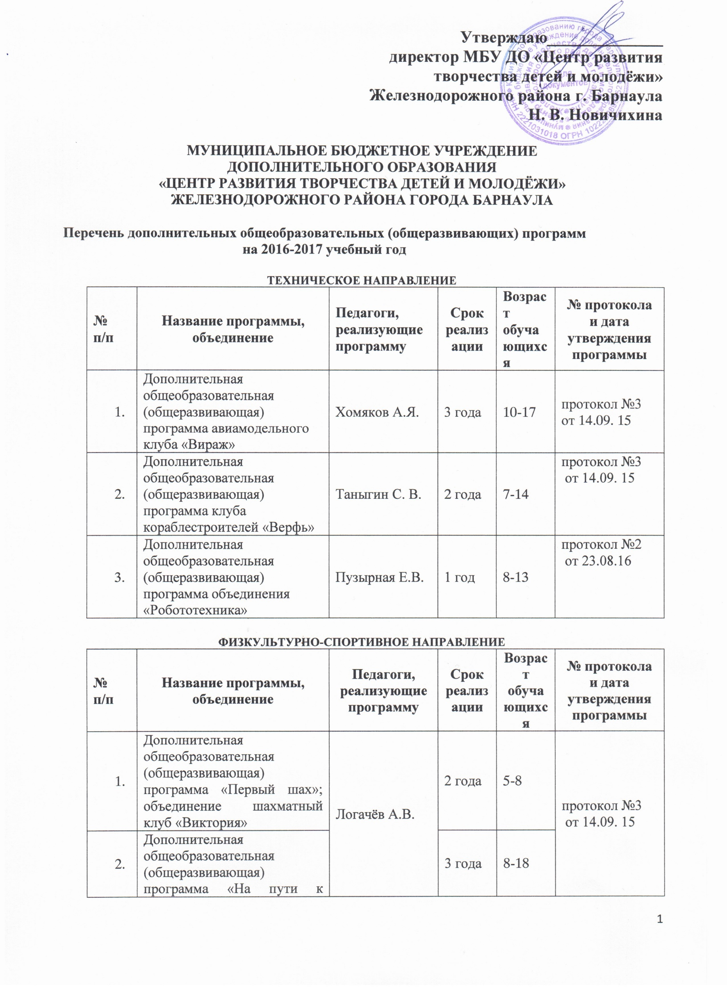 Утверждаю_______________
директор МБУ ДО «Центр развития
творчества детей и молодёжи»
Железнодорожного района г. Барнаула
Н. В. Новичихина
Для
документов
ИНН 2221031018 ОГРН
МУНИЦИПАЛЬНОЕ БЮДЖЕТНОЕ УЧРЕЖДЕНИЕ
ДОПОЛНИТЕЛЬНОГО ОБРАЗОВАНИЯ
«ЦЕНТР РАЗВИТИЯ ТВОРЧЕСТВА ДЕТЕЙ И МОЛОДЁЖИ»
ЖЕЛЕЗНОДОРОЖНОГО РАЙОНА ГОРОДА БАРНАУЛА
Перечень дополнительных общеобразовательных (общеразвивающих) программ
на 2016-2017 учебный год
ТЕХНИЧЕСКОЕ НАПРАВЛЕНИЕ
№
п/п
Название программы,
объединение
Педагоги,
реализующие
программу
Срок
реализ
ации
Возрас
т
обуча
ющихс
я
№ протокола
и дата
утверждения
программы
1.
Дополнительная
общеобразовательная
(общеразвивающая)
программа авиамодельного
клуба «Вираж»
Хомяков А.Я.
3 года
10-17
протокол №3
от 14.09. 15
2.
Дополнительная
общеобразовательная
(общеразвивающая)
программа клуба
кораблестроителей «Верфь»
Таныгин С. В.
2 года
7-14
протокол №3
от 14.09. 15
3.
Дополнительная
общеобразовательная
(общеразвивающая)
программа объединения
«Робототехника»
Пузырная Е.В.
1 год
8-13
протокол №2
от 23.08.16
ФИЗКУЛЬТУРНО-СПОРТИВНОЕ НАПРАВЛЕНИЕ
№
п/п
Название программы,
объединение
Педагоги,
реализующие
программу
Срок
реализ
ации
Возрас
т
обуча
ющихс
я
№ протокола
и дата
утверждения
программы
1.
Дополнительная
общеобразовательная
(общеразвивающая)
программа «Первый шах»;
объединение шахматный
клуб «Виктория»
Логачёв А.В.
2 года
5-8
протокол №3
от 14.09. 15
2.
Дополнительная
общеобразовательная
(общеразвивающая)
программа «На пути к
3 года
8-18
1